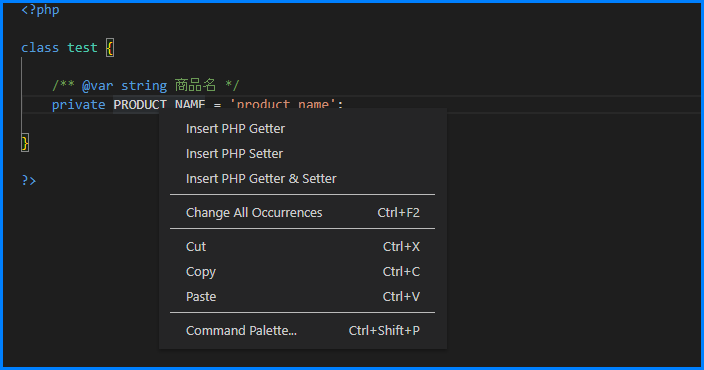 <?php
class test {
/** @var string 商品名 */
private PRODUCT_NAME = 'product_name';
}
?>
Insert PHP Getter
Insert PHP Setter
Insert PHP Getter & Setter
Change All Occurrences Ctrl+F2
Cut Ctrl+X
Copy Ctrl+C
Paste Ctrl+V
Command Palette... Ctrl+Shift+P